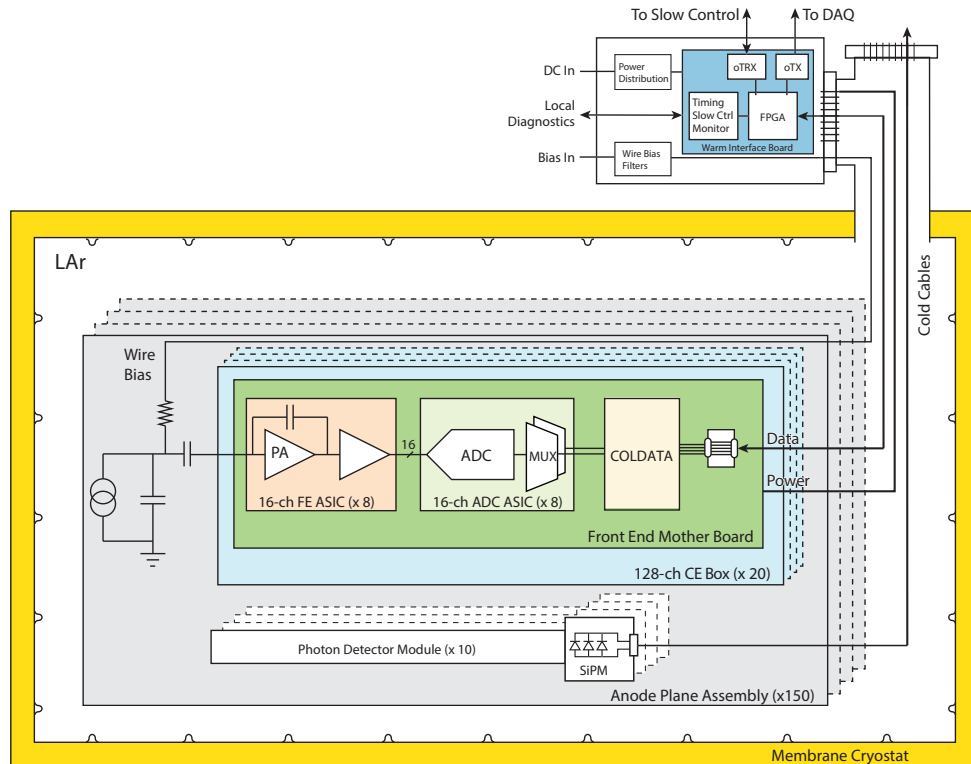 To Slow Control
To DAQ
DC In
Power
Distribution
oTRX
oTX
Local
Diagnostics
Timing
Slow Ctrl
Monitor
FPGA
Warm Interface Board
Bias In
Wire Bias
Filters
LAr
Cold Cables
Wire
Bias
PA
16
ADC
MUX
COLDATA
Data
Power
16-ch FE ASIC (x 8)
16-ch ADC ASIC (x 8)
Front End Mother Board
128-ch CE Box (x 20)
Photon Detector Module (x 10)
SiPM
Anode Plane Assembly (x150)
Membrane Cryostat